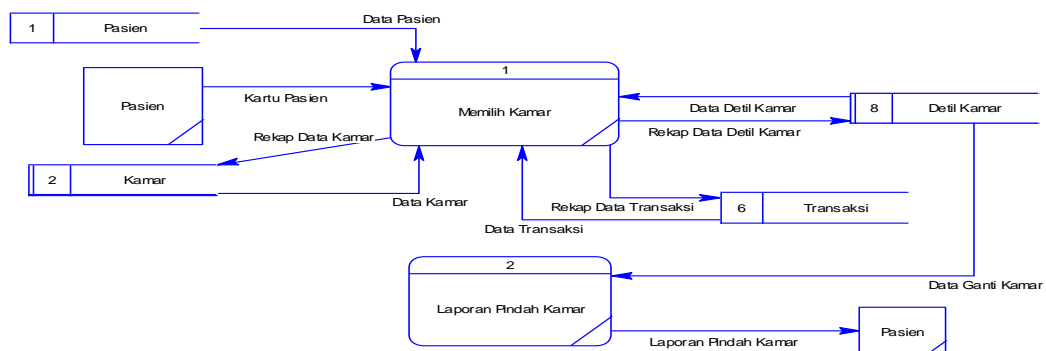 Data Pasien
1 Pasien
1
Pasien
Kartu Pasien
Memilih Kamar
Data Detil Kamar
8 Detil Kamar
Rekap Data Kamar
Rekap Data Detil Kamar
2 Kamar
Data Kamar
Rekap Data Transaksi
6 Transaksi
Data Transaksi
2
Data Ganti Kamar
Laporan Pindah Kamar
Laporan Pindah Kamar
Pasien